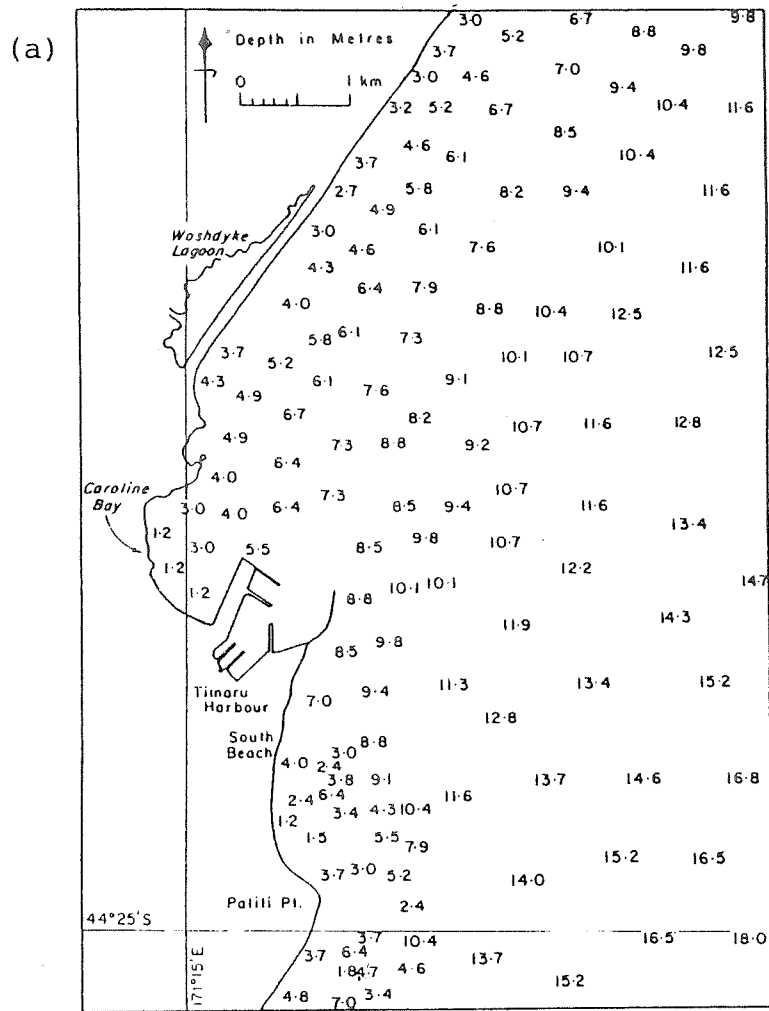 (a)
Depth in Metres
0 1 km
3·0 6·7 9·8
5·2 8·8
3·7 9·8
3·0 4·6 7·0
9·4
3·2 5·2 6·7 10·4 11·6
8·5
4·6
3·7 6·1 10·4
2·7 5·8 8·2 9·4 11·6
4·9
3·0 6·1
Washdyke
Lagoon
4·6 7·6 10·1
4·3 11·6
6·4 7·9
4·0 8·8 10·4 12·5
5·8 6·1 7·3
3·7 5·2 10·1 10·7 12·5
4·3 6·1 9·1
4·9 7·6
6·7 8·2
10·7 11·6 12·8
4·9 7·3 8·8 9·2
6·4
4·0
Caroline
Bay
7·3 10·7
3·0 4·0 6·4 8·5 9·4 11·6
13·4
1·2
3·0 5·5 8·5 9·8 10·7
1·2 12·2
14·7
1·2 8·8 10·1 10·1
11·9 14·3
8·5 9·8
Timaru
Harbour
7·0 9·4 11·3 13·4 15·2
12·8
South
Beach
3·0 8·8
4·0 2·4
3·8 9·1 13·7 14·6 16·8
2·4 6·4 11·6
1·2 3·4 4·3 10·4
1·5 5·5
7·9
15·2 16·5
3·7 3·0 5·2 14·0
Patiti Pt.
2·4
44°25'S
3·7 10·4 16·5 18·0
3·7 6·4 13·7
1·8 4·7 4·6
15·2
4·8 7·0 3·4
171°15'E